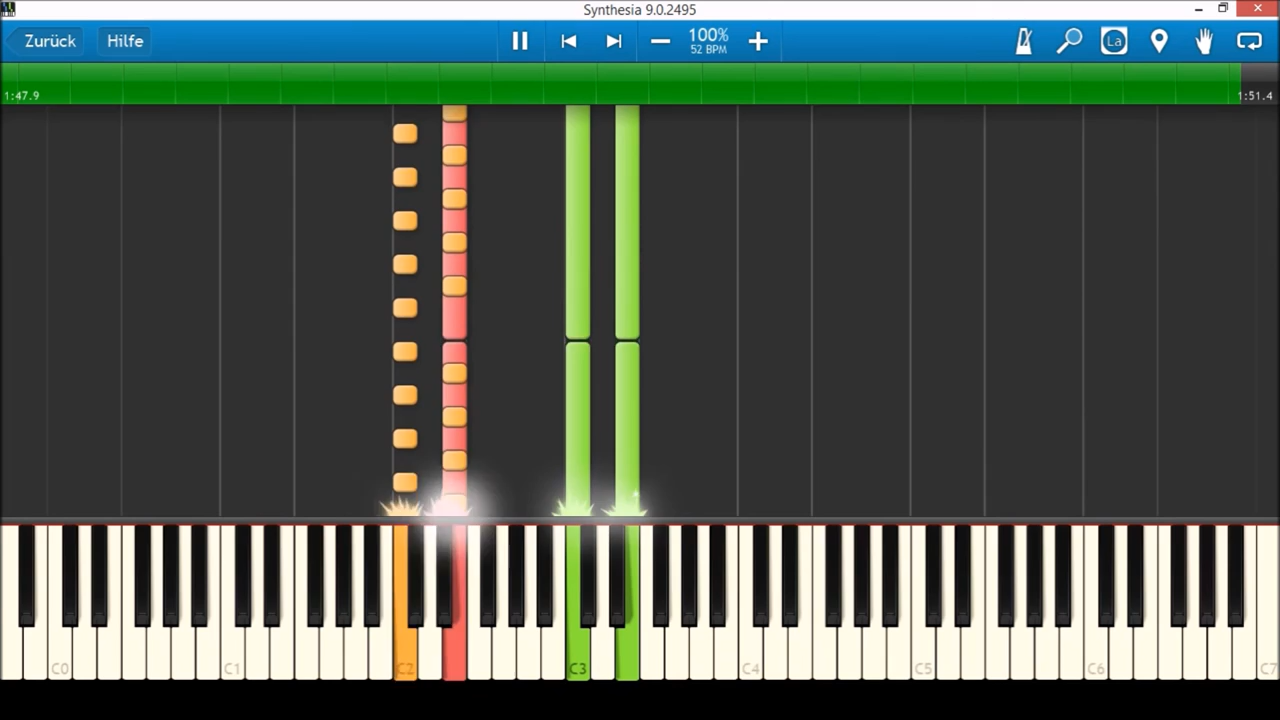 Synthesia 9.0.2495
Zurück Hilfe 100% La
52 BPM
1:47.9 1:51.4
C0 C1 C2 C3 C4 C5 C6 C7